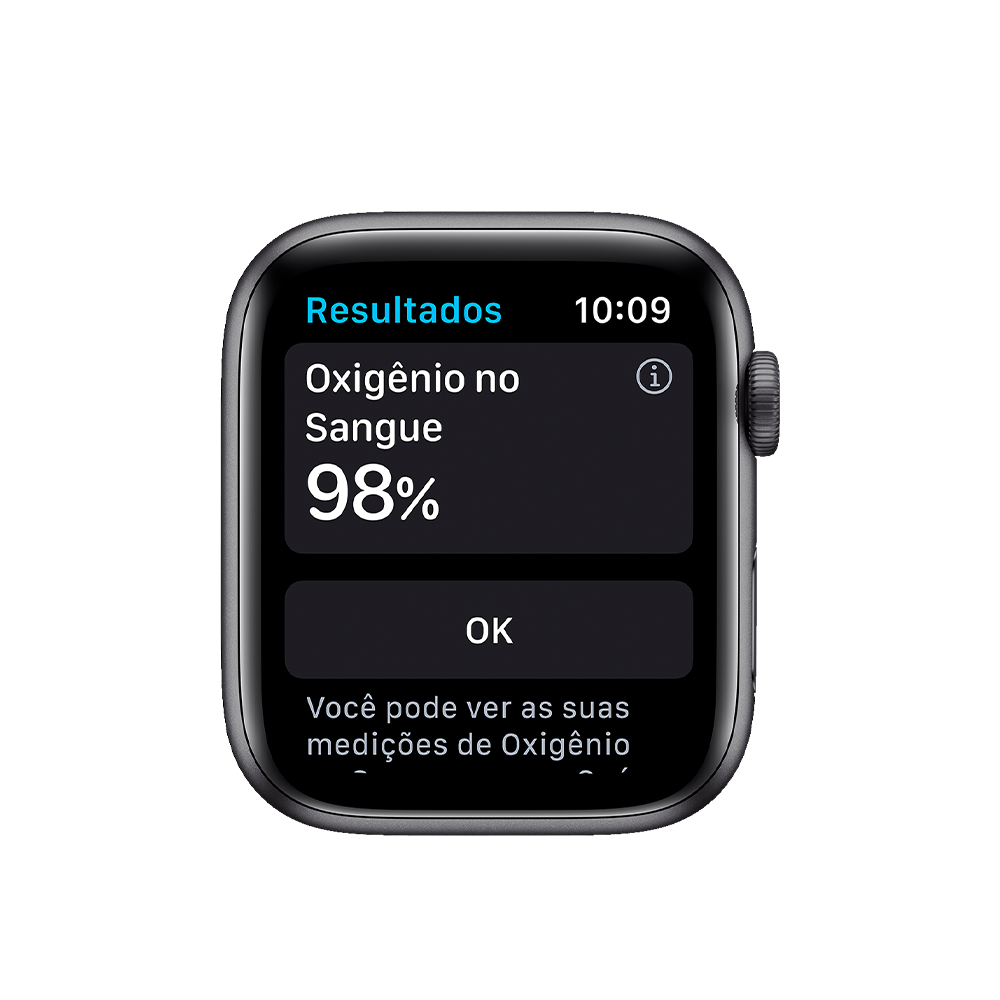 Resultados 10:09
Oxigênio no
Sangue
98%
OK
Você pode ver as suas
medições de Oxigênio